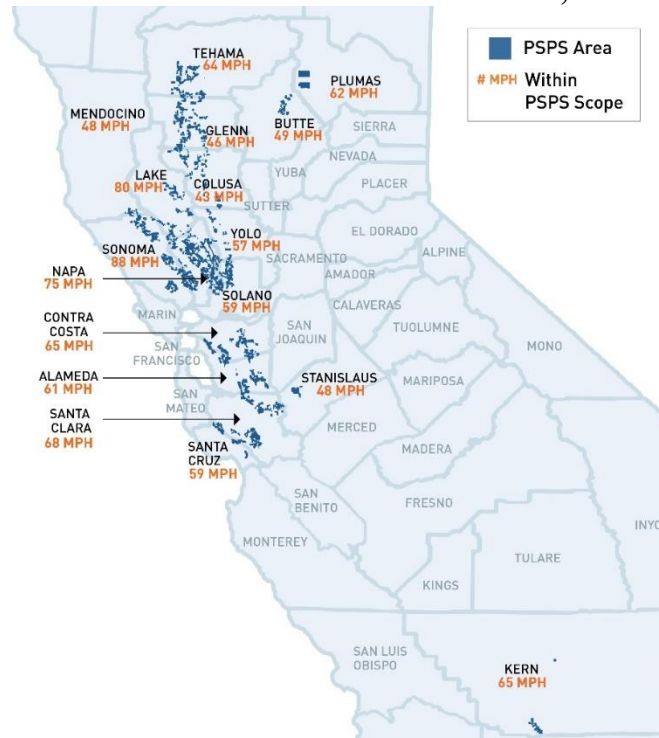 PSPS Area
# MPH Within
PSPS Scope
TEHAMA
64 MPH
PLUMAS
62 MPH
MENDOCINO
48 MPH
BUTTE
49 MPH
GLENN
46 MPH
SIERRA
NEVADA
YUBA
LAKE
80 MPH
COLUSA
43 MPH
PLACER
SUTTER
YOLO
57 MPH
EL DORADO
SONOMA
88 MPH
SACRAMENTO
ALPINE
NAPA
75 MPH
AMADOR
SOLANO
59 MPH
CALAVERAS
MARIN
CONTRA
COSTA
65 MPH
SAN
JOAQUIN
TUOLUMNE
SAN
FRANCISCO
MONO
ALAMEDA
61 MPH
STANISLAUS
48 MPH
MARIPOSA
SAN
MATEO
SANTA
CLARA
68 MPH
MERCED
MADERA
SANTA
CRUZ
59 MPH
SAN
BENITO
FRESNO
MONTEREY
INYO
TULARE
KINGS
SAN LUIS
OBISPO
KERN
65 MPH